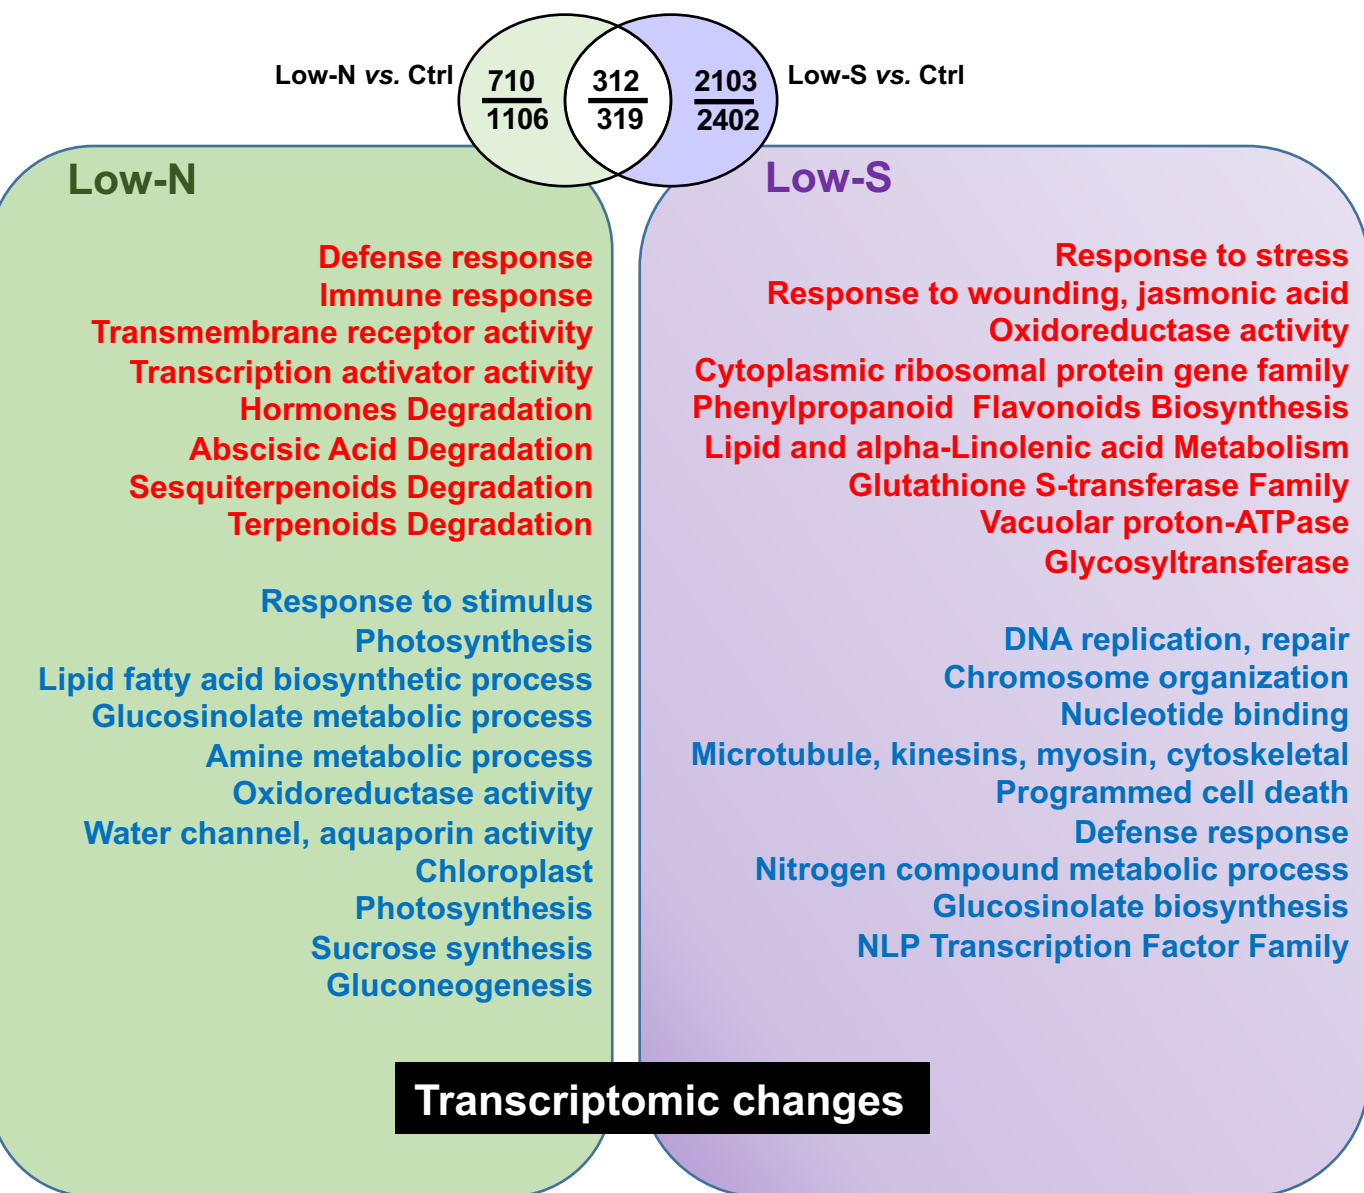 Low-N vs. Ctrl
710
1106
312
319
2103
2402
Low-S vs. Ctrl
Low-N
Defense response
Immune response
Transmembrane receptor activity
Transcription activator activity
Hormones Degradation
Abscisic Acid Degradation
Sesquiterpenoids Degradation
Terpenoids Degradation
Response to stimulus
Photosynthesis
Lipid fatty acid biosynthetic process
Glucosinolate metabolic process
Amine metabolic process
Oxidoreductase activity
Water channel, aquaporin activity
Chloroplast
Photosynthesis
Sucrose synthesis
Gluconeogenesis
Low-S
Response to stress
Response to wounding, jasmonic acid
Oxidoreductase activity
Cytoplasmic ribosomal protein gene family
Phenylpropanoid Flavonoids Biosynthesis
Lipid and alpha-Linolenic acid Metabolism
Glutathione S-transferase Family
Vacuolar proton-ATPase
Glycosyltransferase
DNA replication, repair
Chromosome organization
Nucleotide binding
Microtubule, kinesins, myosin, cytoskeletal
Programmed cell death
Defense response
Nitrogen compound metabolic process
Glucosinolate biosynthesis
NLP Transcription Factor Family
Transcriptomic changes